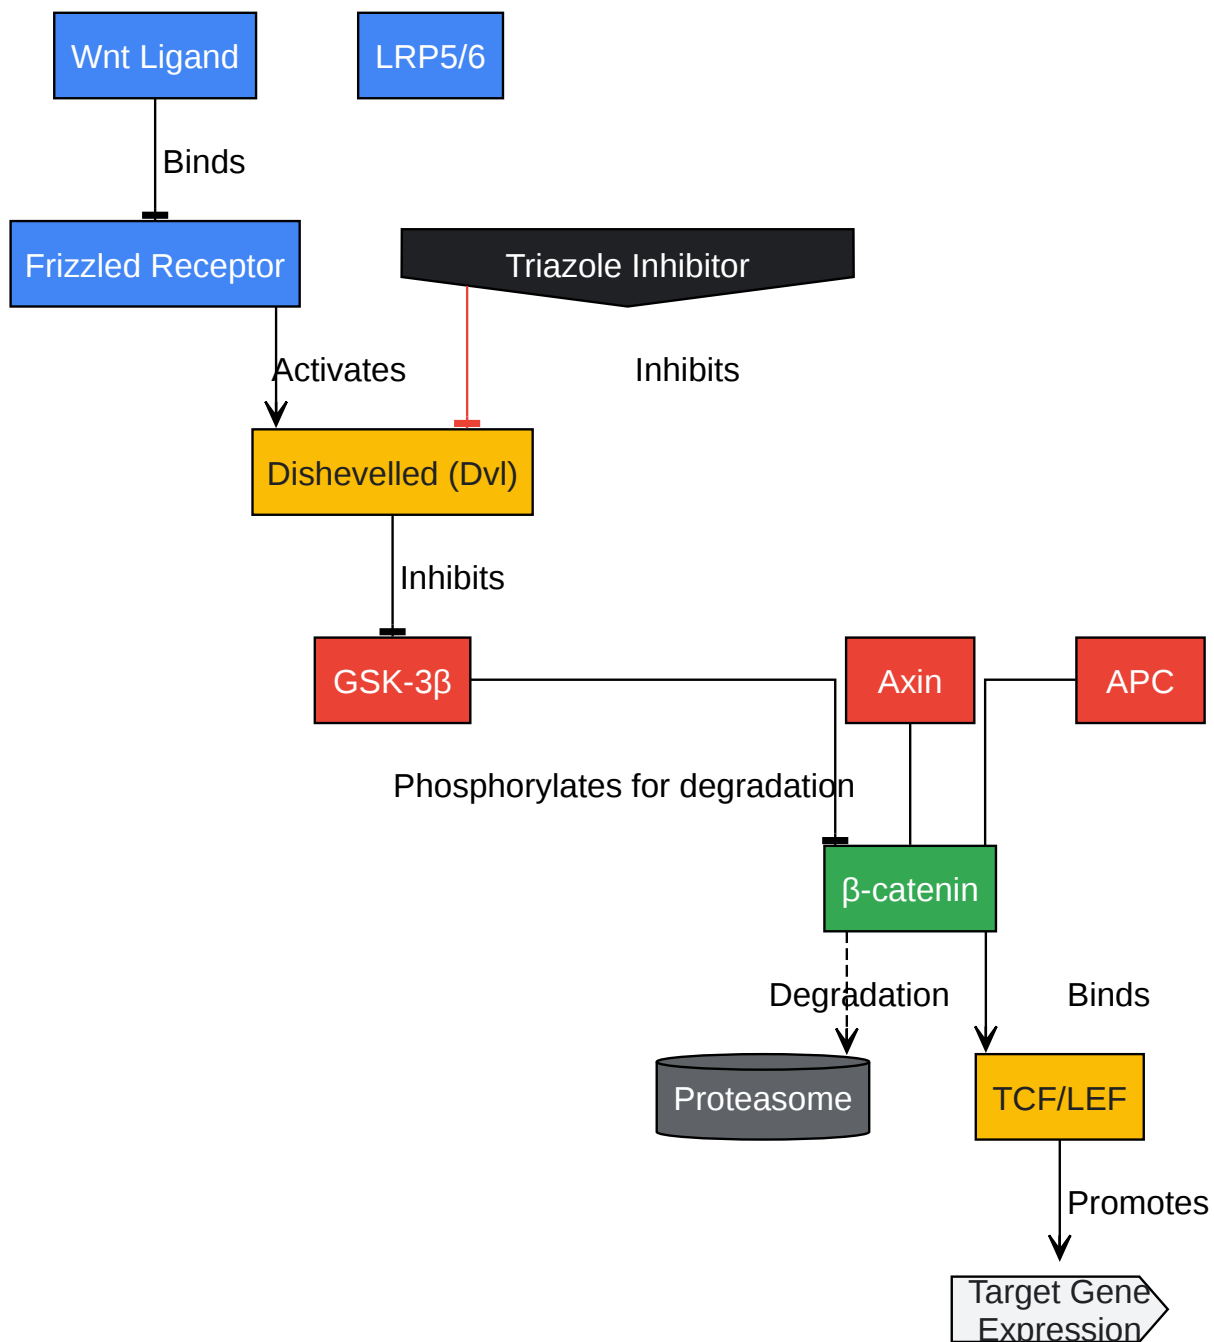 Wnt Ligand
LRP5/6
Binds
Frizzled Receptor
Triazole Inhibitor
Activates
Inhibits
Dishevelled (Dvl)
Inhibits
GSK-3β
Axin
APC
Phosphorylates for degradation
β-catenin
Degradation
Binds
Proteasome
TCF/LEF
Promotes
Target Gene
Expression